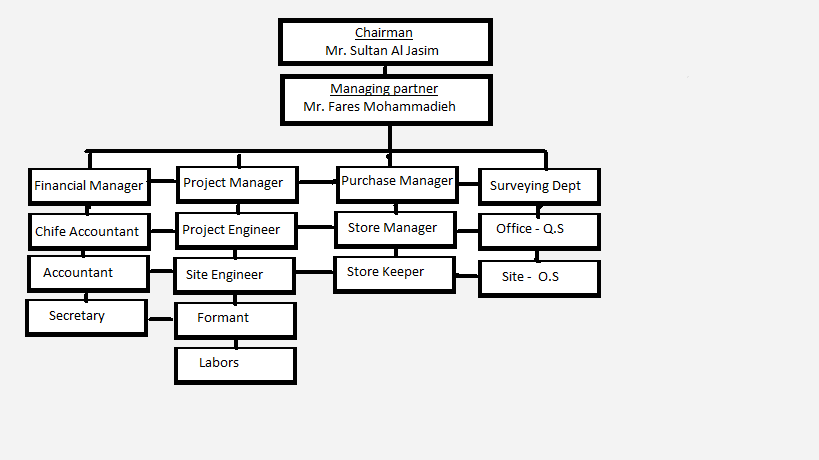 Chairman
Mr. Sultan Al Jasim
Managing partner
Mr. Fares Mohammadieh
Financial Manager
Project Manager
Purchase Manager
Surveying Dept
Chife Accountant
Project Engineer
Store Manager
Office - Q.S
Accountant
Site Engineer
Store Keeper
Site - O.S
Secretary
Formant
Labors